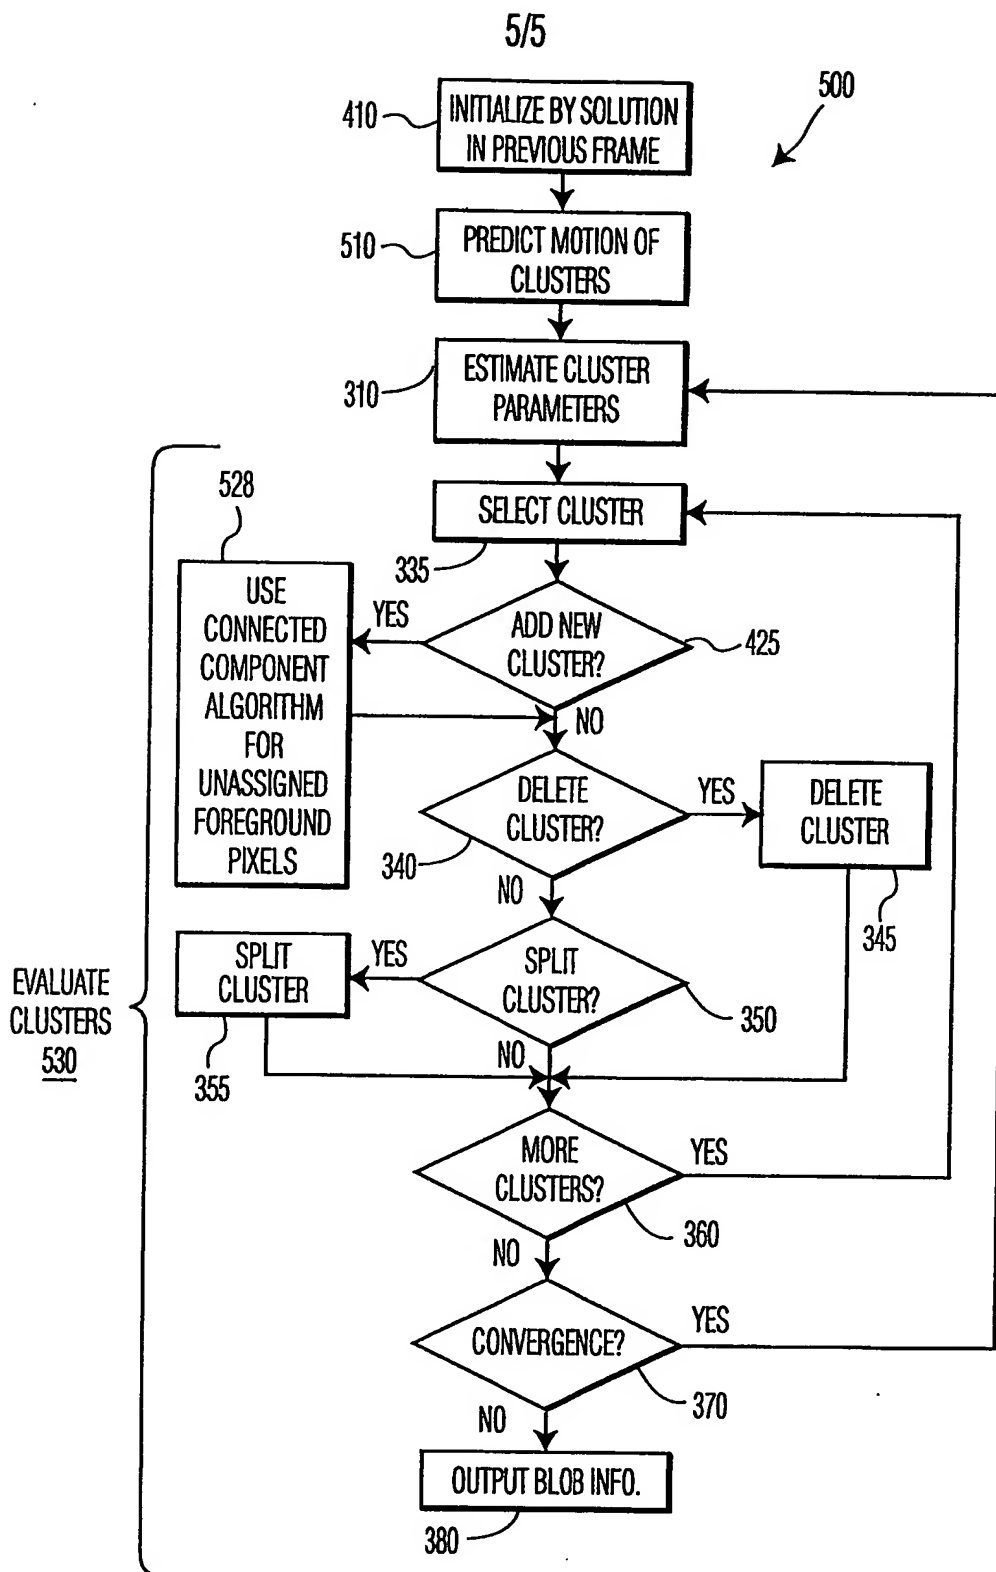 5/5
500
410
INITIALIZE BY SOLUTION
IN PREVIOUS FRAME
510
PREDICT MOTION OF
CLUSTERS
310
ESTIMATE CLUSTER
PARAMETERS
528
SELECT CLUSTER
335
USE
CONNECTED
COMPONENT
ALGORITHM
FOR
UNASSIGNED
FOREGROUND
PIXELS
YES
ADD NEW
CLUSTER?
425
NO
DELETE
CLUSTER?
340
YES
DELETE
CLUSTER
345
NO
SPLIT
CLUSTER
355
YES
SPLIT
CLUSTER?
350
NO
EVALUATE
CLUSTERS
530
MORE
CLUSTERS?
YES
360
NO
CONVERGENCE?
YES
370
NO
OUTPUT BLOB INFO.
380